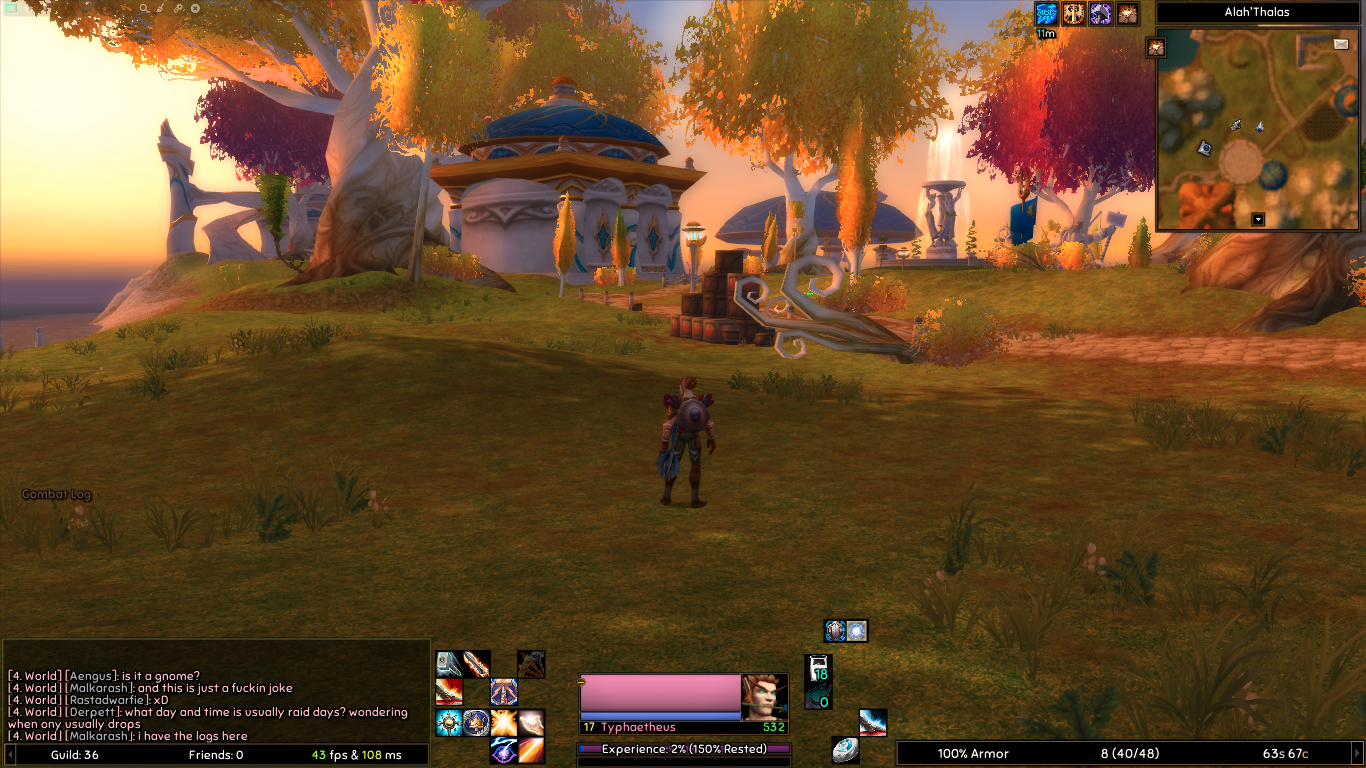 11m
Alah'Thalas
Combat Log
[4. World] [Aengus]: is it a gnome?
[4. World] [Malkarash]: and this is just a fuckin joke
[4. World] [Rastadwarfie]: xD
[4. World] [Derpett]: what day and time is usually raid days? wondering
when ony usually drops
[4. World] [Malkarash]: i have the logs here
Guild: 36
Friends: 0
43 fps & 108 ms
17 Typhaetheus
532
Experience: 2% (150% Rested)
18
0
100% Armor
8 (40/48)
63s 67c